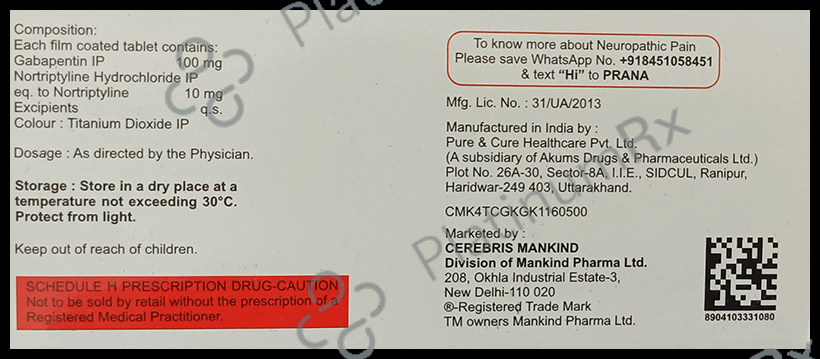 Composition:
Each film coated tablet contains:
Gabapentin IP 100 mg
Nortriptyline Hydrochloride IP
eq. to Nortriptyline 10 mg
Excipients q.s.
Colour : Titanium Dioxide IP
Dosage : As directed by the Physician.
Storage : Store in a dry place at a
temperature not exceeding 30°C.
Protect from light.
Keep out of reach of children.
SCHEDULE H PRESCRIPTION DRUG-CAUTION
Not to be sold by retail without the prescription of a
Registered Medical Practitioner.
To know more about Neuropathic Pain
Please save WhatsApp No. +918451058451
& text “Hi” to PRANA
Mfg. Lic. No. : 31/UA/2013
Manufactured in India by :
Pure & Cure Healthcare Pvt. Ltd.
(A subsidiary of Akums Drugs & Pharmaceuticals Ltd.)
Plot No. 26A-30, Sector-8A, I.I.E., SIDCUL, Ranipur,
Haridwar-249 403, Uttarakhand.
CMK4TCGKGK1160500
Marketed by :
CEREBRIS MANKIND
Division of Mankind Pharma Ltd.
208, Okhla Industrial Estate-3,
New Delhi-110 020
®-Registered Trade Mark
TM owners Mankind Pharma Ltd.
8904103331080
PlatinumRx